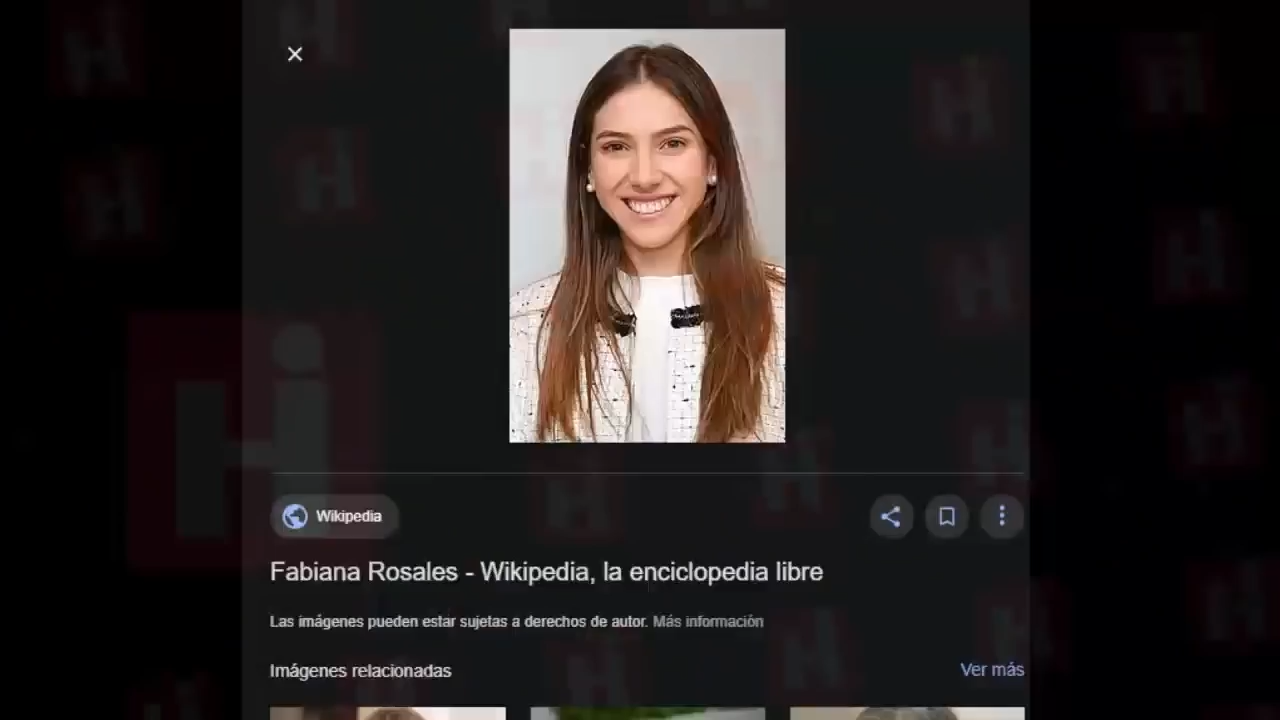 Wikipedia
Fabiana Rosales - Wikipedia, la enciclopedia libre
Las imágenes pueden estar sujetas a derechos de autor. Más información
Imágenes relacionadas
Ver más